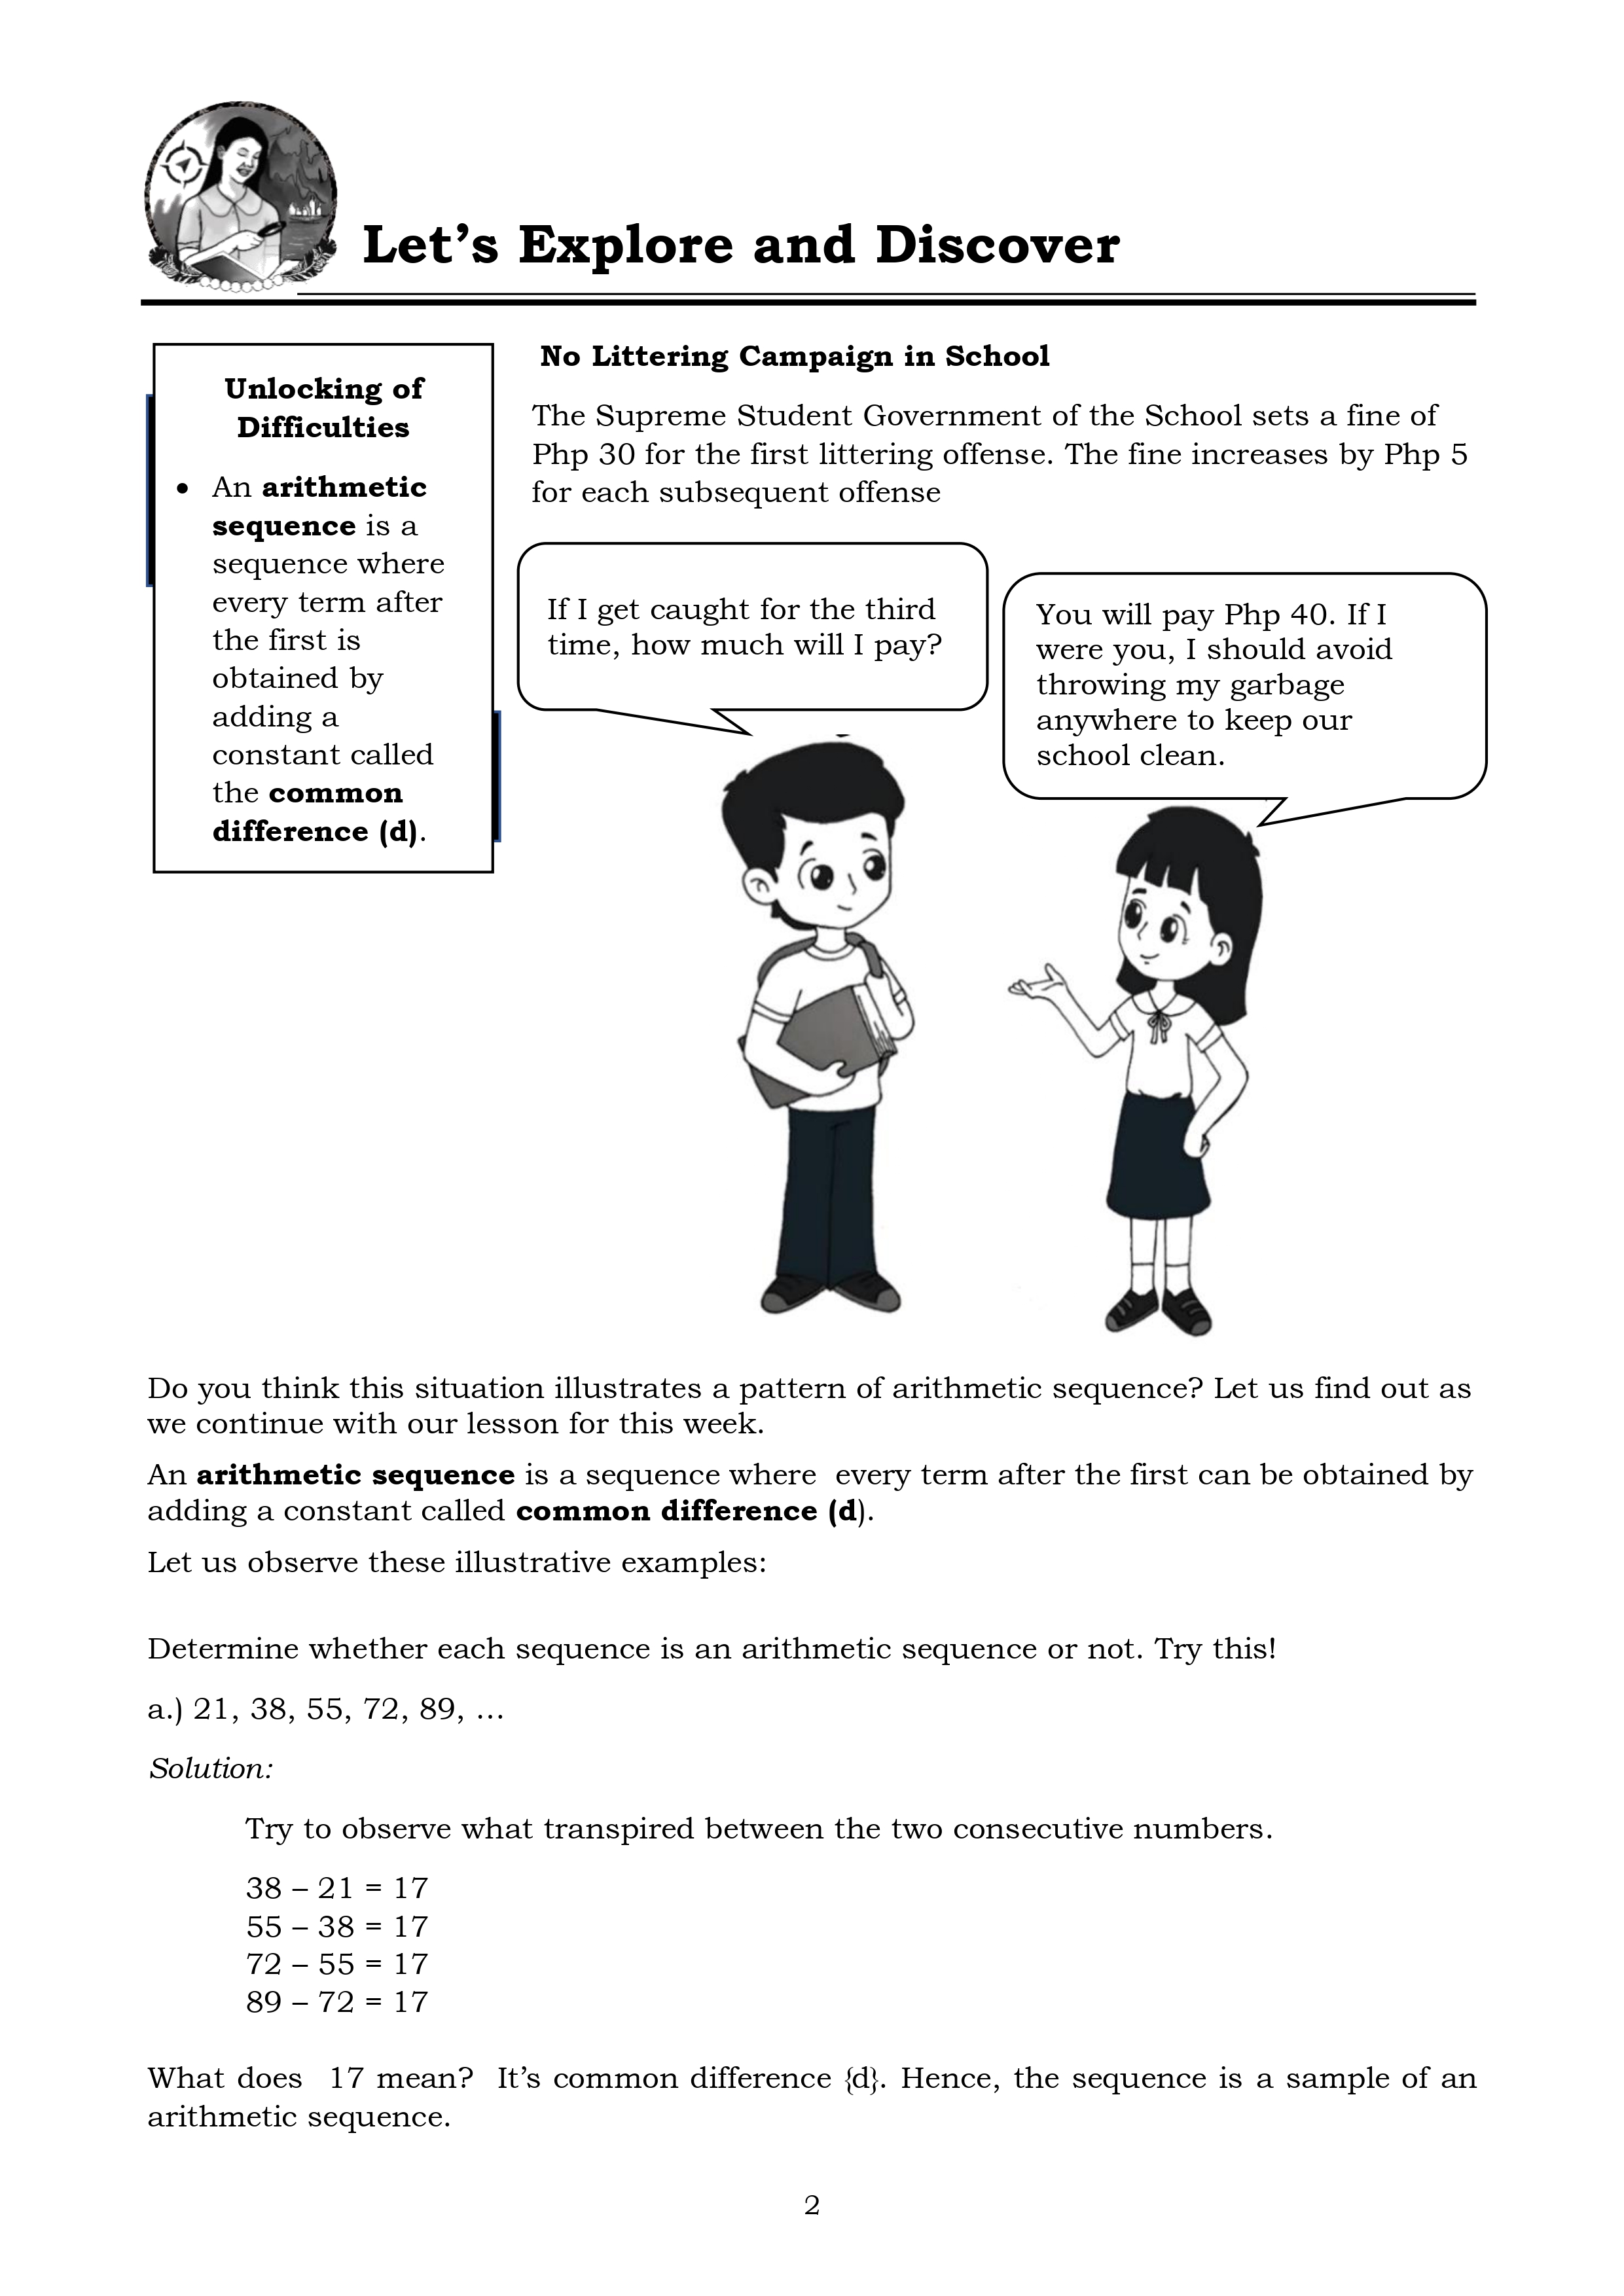 Let’s Explore and Discover
Unlocking of
Difficulties
• An arithmetic
sequence is a
sequence where
every term after
the first is
obtained by
adding a
constant called
the common
difference (d).
No Littering Campaign in School
The Supreme Student Government of the School sets a fine of
Php 30 for the first littering offense. The fine increases by Php 5
for each subsequent offense
If I get caught for the third
time, how much will I pay?
You will pay Php 40. If I
were you, I should avoid
throwing my garbage
anywhere to keep our
school clean.
Do you think this situation illustrates a pattern of arithmetic sequence? Let us find out as
we continue with our lesson for this week.
An arithmetic sequence is a sequence where every term after the first can be obtained by
adding a constant called common difference (d).
Let us observe these illustrative examples:
Determine whether each sequence is an arithmetic sequence or not. Try this!
a.) 21, 38, 55, 72, 89, …
Solution:
Try to observe what transpired between the two consecutive numbers.
38 – 21 = 17
55 – 38 = 17
72 – 55 = 17
89 – 72 = 17
What does 17 mean? It’s common difference {d}. Hence, the sequence is a sample of an
arithmetic sequence.
2